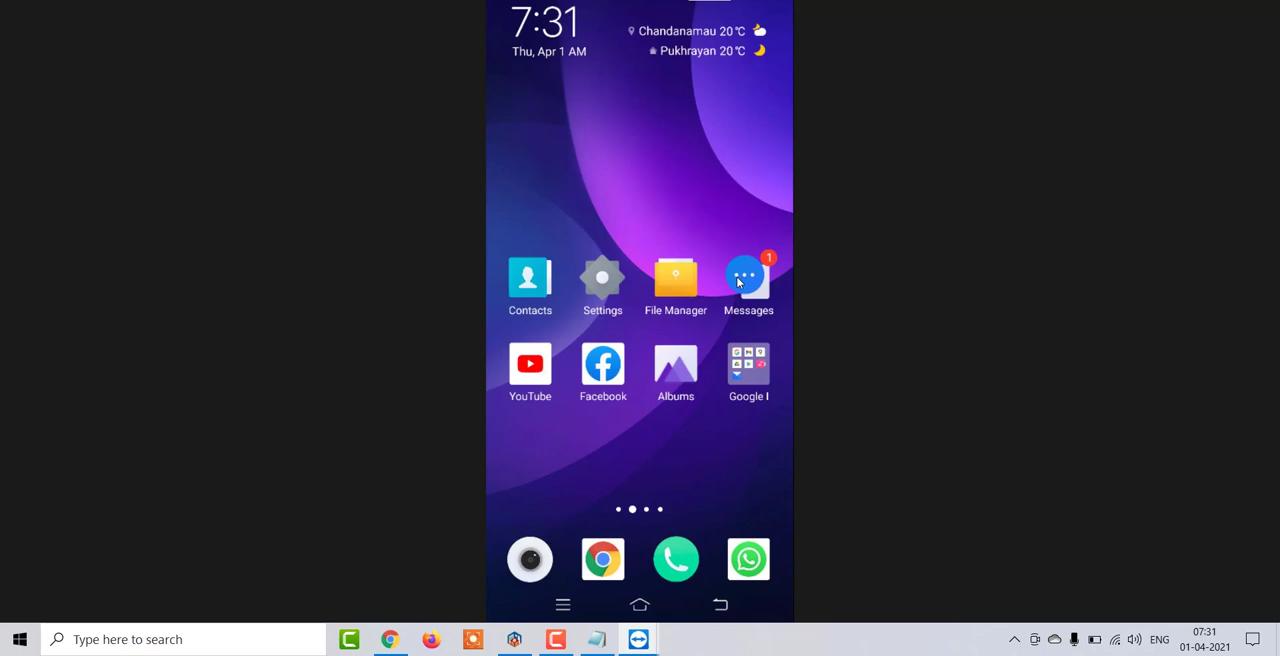 7:31
Chandanamau 20℃
Thu, Apr 1 AM
Pukhrayan 20℃
1
Contacts
Settings
File Manager
Messages
YouTube
Facebook
Albums
Google I
Type here to search
ENG
07:31
01-04-2021